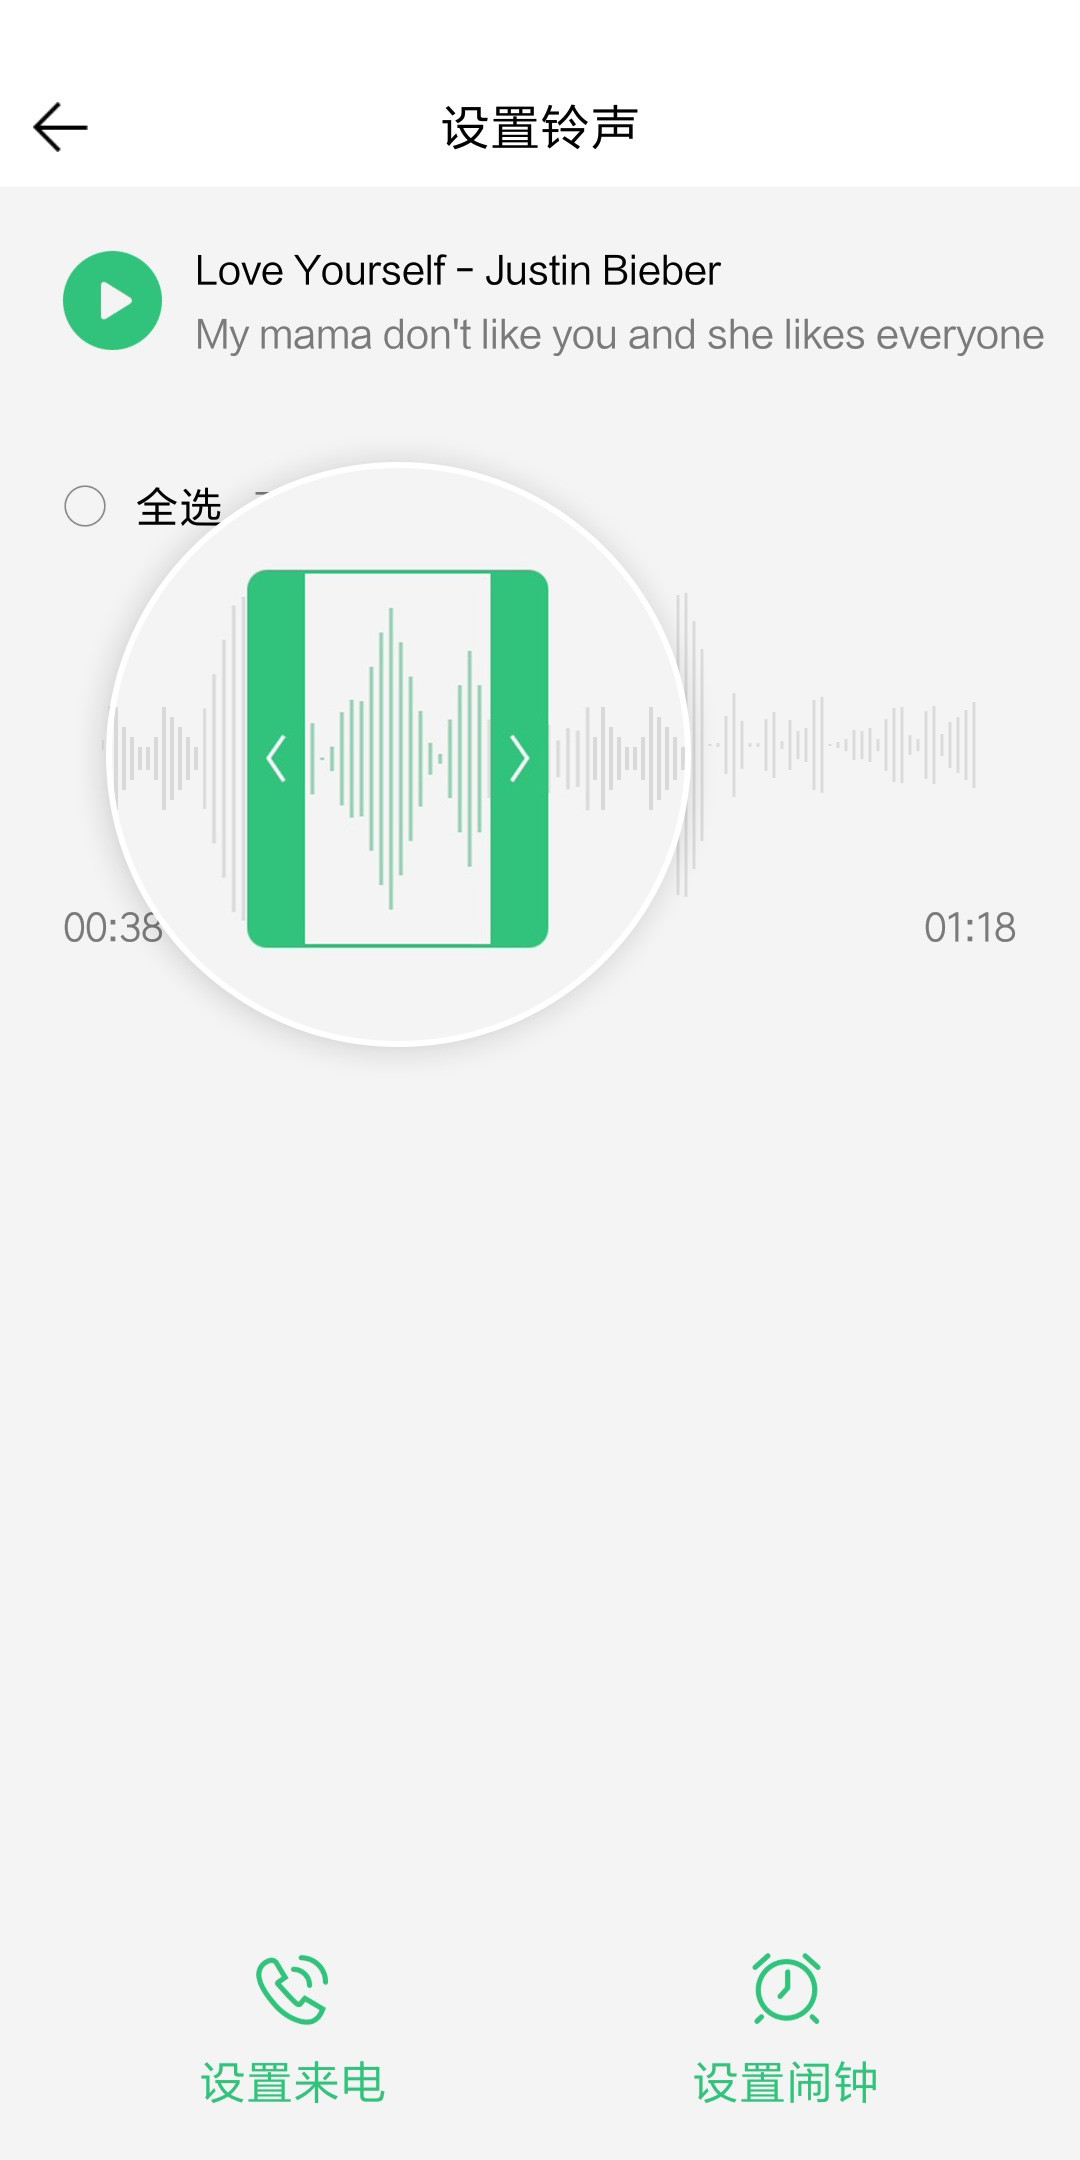 设置铃声
Love Yourself - Justin Bieber
My mama don't like you and she likes everyone
全选
00:38
01:18
设置来电
设置闹钟